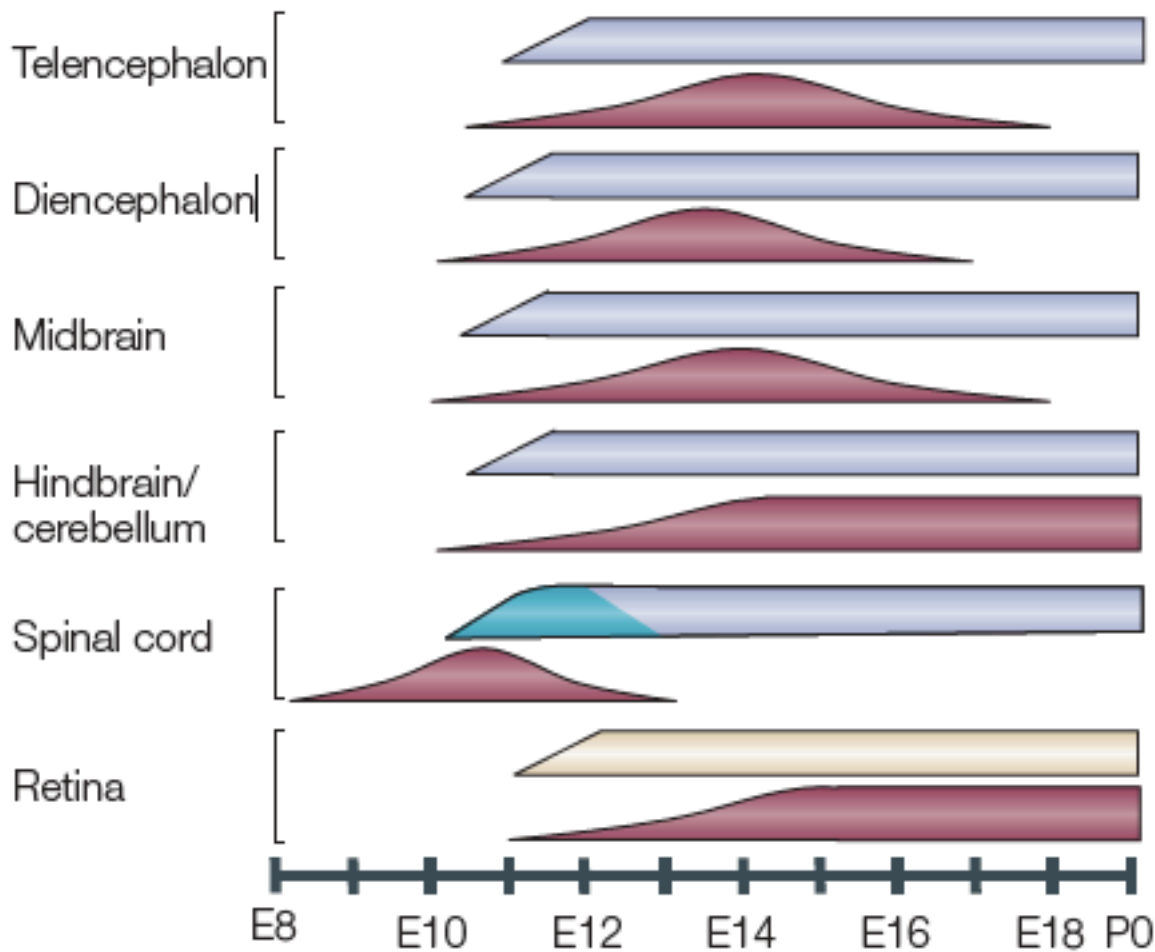 Telencephalon
Diencephalon
Midbrain
Hindbrain/
cerebellum
Spinal cord
Retina
E8 E10 E12 E14 E16 E18 P0